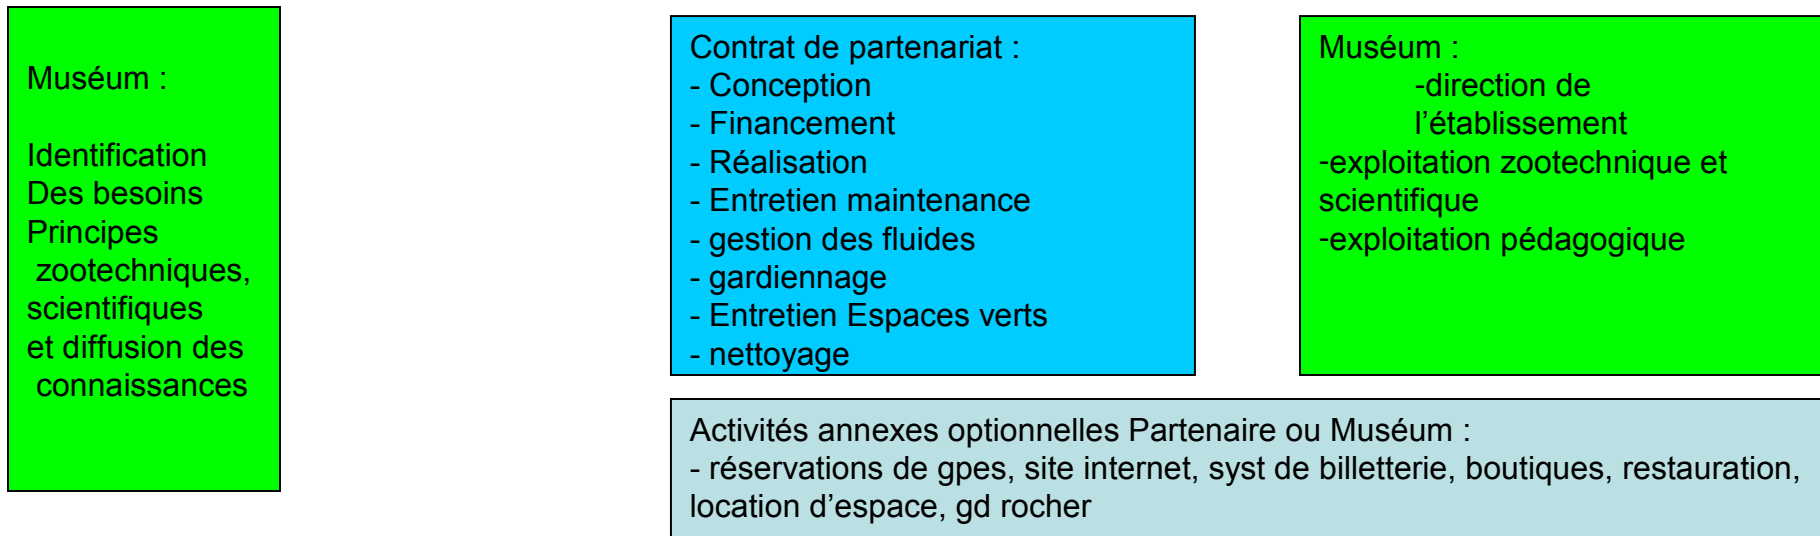 Muséum :
Identification
Des besoins
Principes
zootechniques,
scientifiques
et diffusion des
connaissances
Contrat de partenariat :
- Conception
- Financement
- Réalisation
- Entretien maintenance
- gestion des fluides
- gardiennage
- Entretien Espaces verts
- nettoyage
Muséum :
-direction de
l’établissement
-exploitation zootechnique et
scientifique
-exploitation pédagogique
Activités annexes optionnelles Partenaire ou Muséum :
- réservations de gpes, site internet, syst de billetterie, boutiques, restauration,
location d’espace, gd rocher